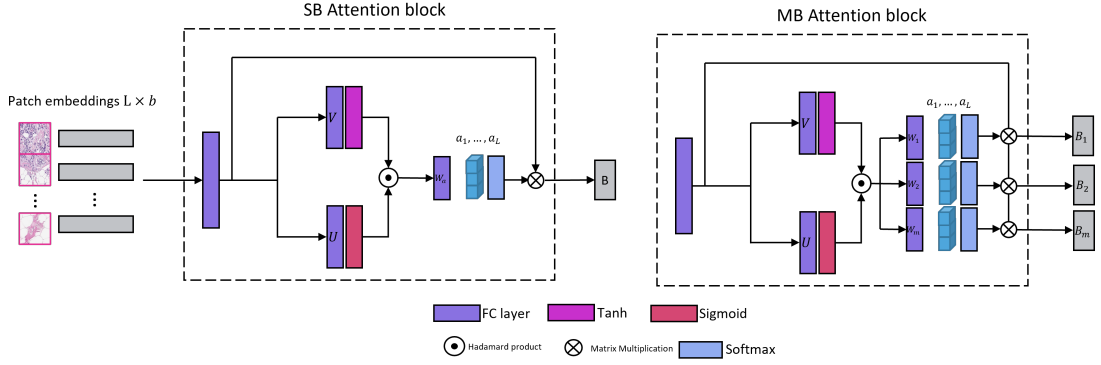 SB Attention block
MB Attention block
Patch embeddings L × b
V
U
W_a
a_1, ..., a_L
B
V
U
W_1
W_2
W_m
a_1, ..., a_L
B_1
B_2
B_m
FC layer
Tanh
Sigmoid
Hadamard product
Matrix Multiplication
Softmax